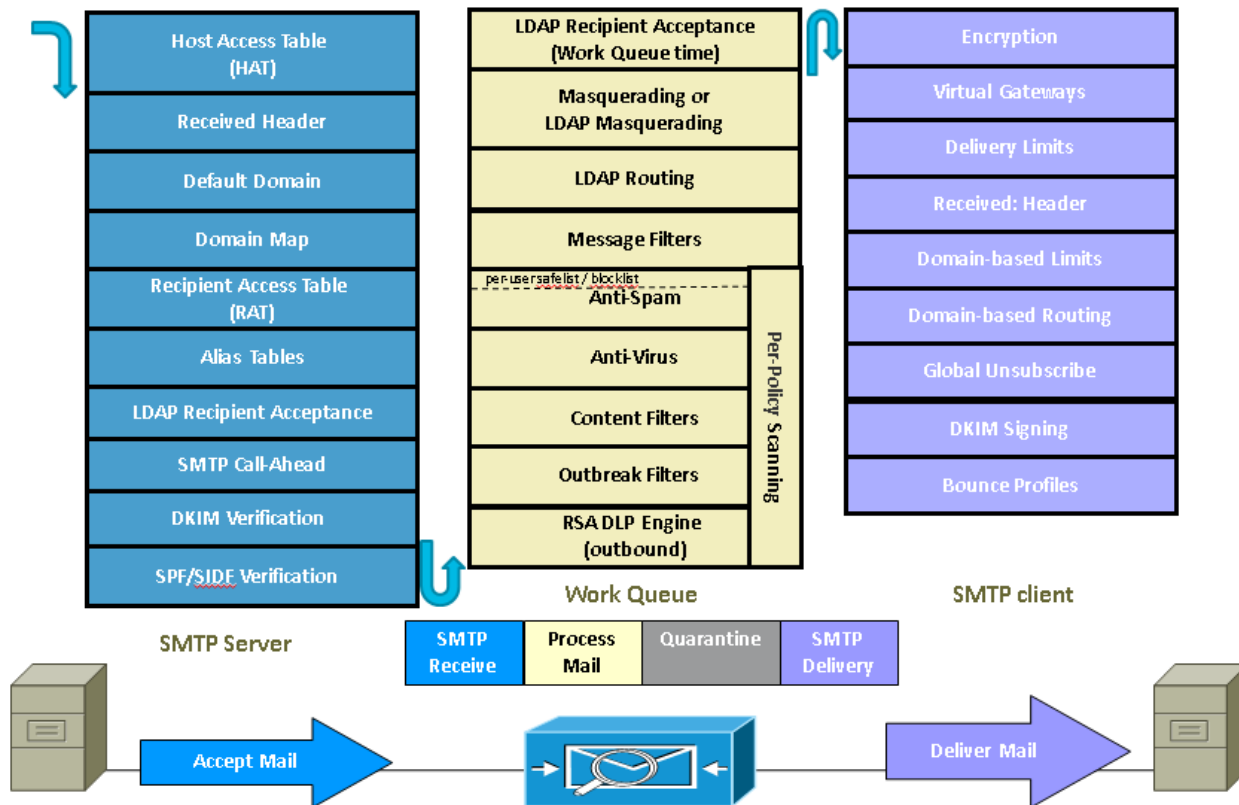 Host Access Table
(HAT)
Received Header
Default Domain
Domain Map
Recipient Access Table
(RAT)
Alias Tables
LDAP Recipient Acceptance
SMTP Call-Ahead
DKIM Verification
SPF/SIDF Verification
SMTP Server
LDAP Recipient Acceptance
(Work Queue time)
Masquerading or
LDAP Masquerading
LDAP Routing
Message Filters
per-user safelist / blocklist
Anti-Spam
Anti-Virus
Content Filters
Outbreak Filters
RSA DLP Engine
(outbound)
Per-Policy Scanning
Work Queue
Encryption
Virtual Gateways
Delivery Limits
Received: Header
Domain-based Limits
Domain-based Routing
Global Unsubscribe
DKIM Signing
Bounce Profiles
SMTP client
SMTP
Receive
Process
Mail
Quarantine
SMTP
Delivery
Accept Mail
Deliver Mail